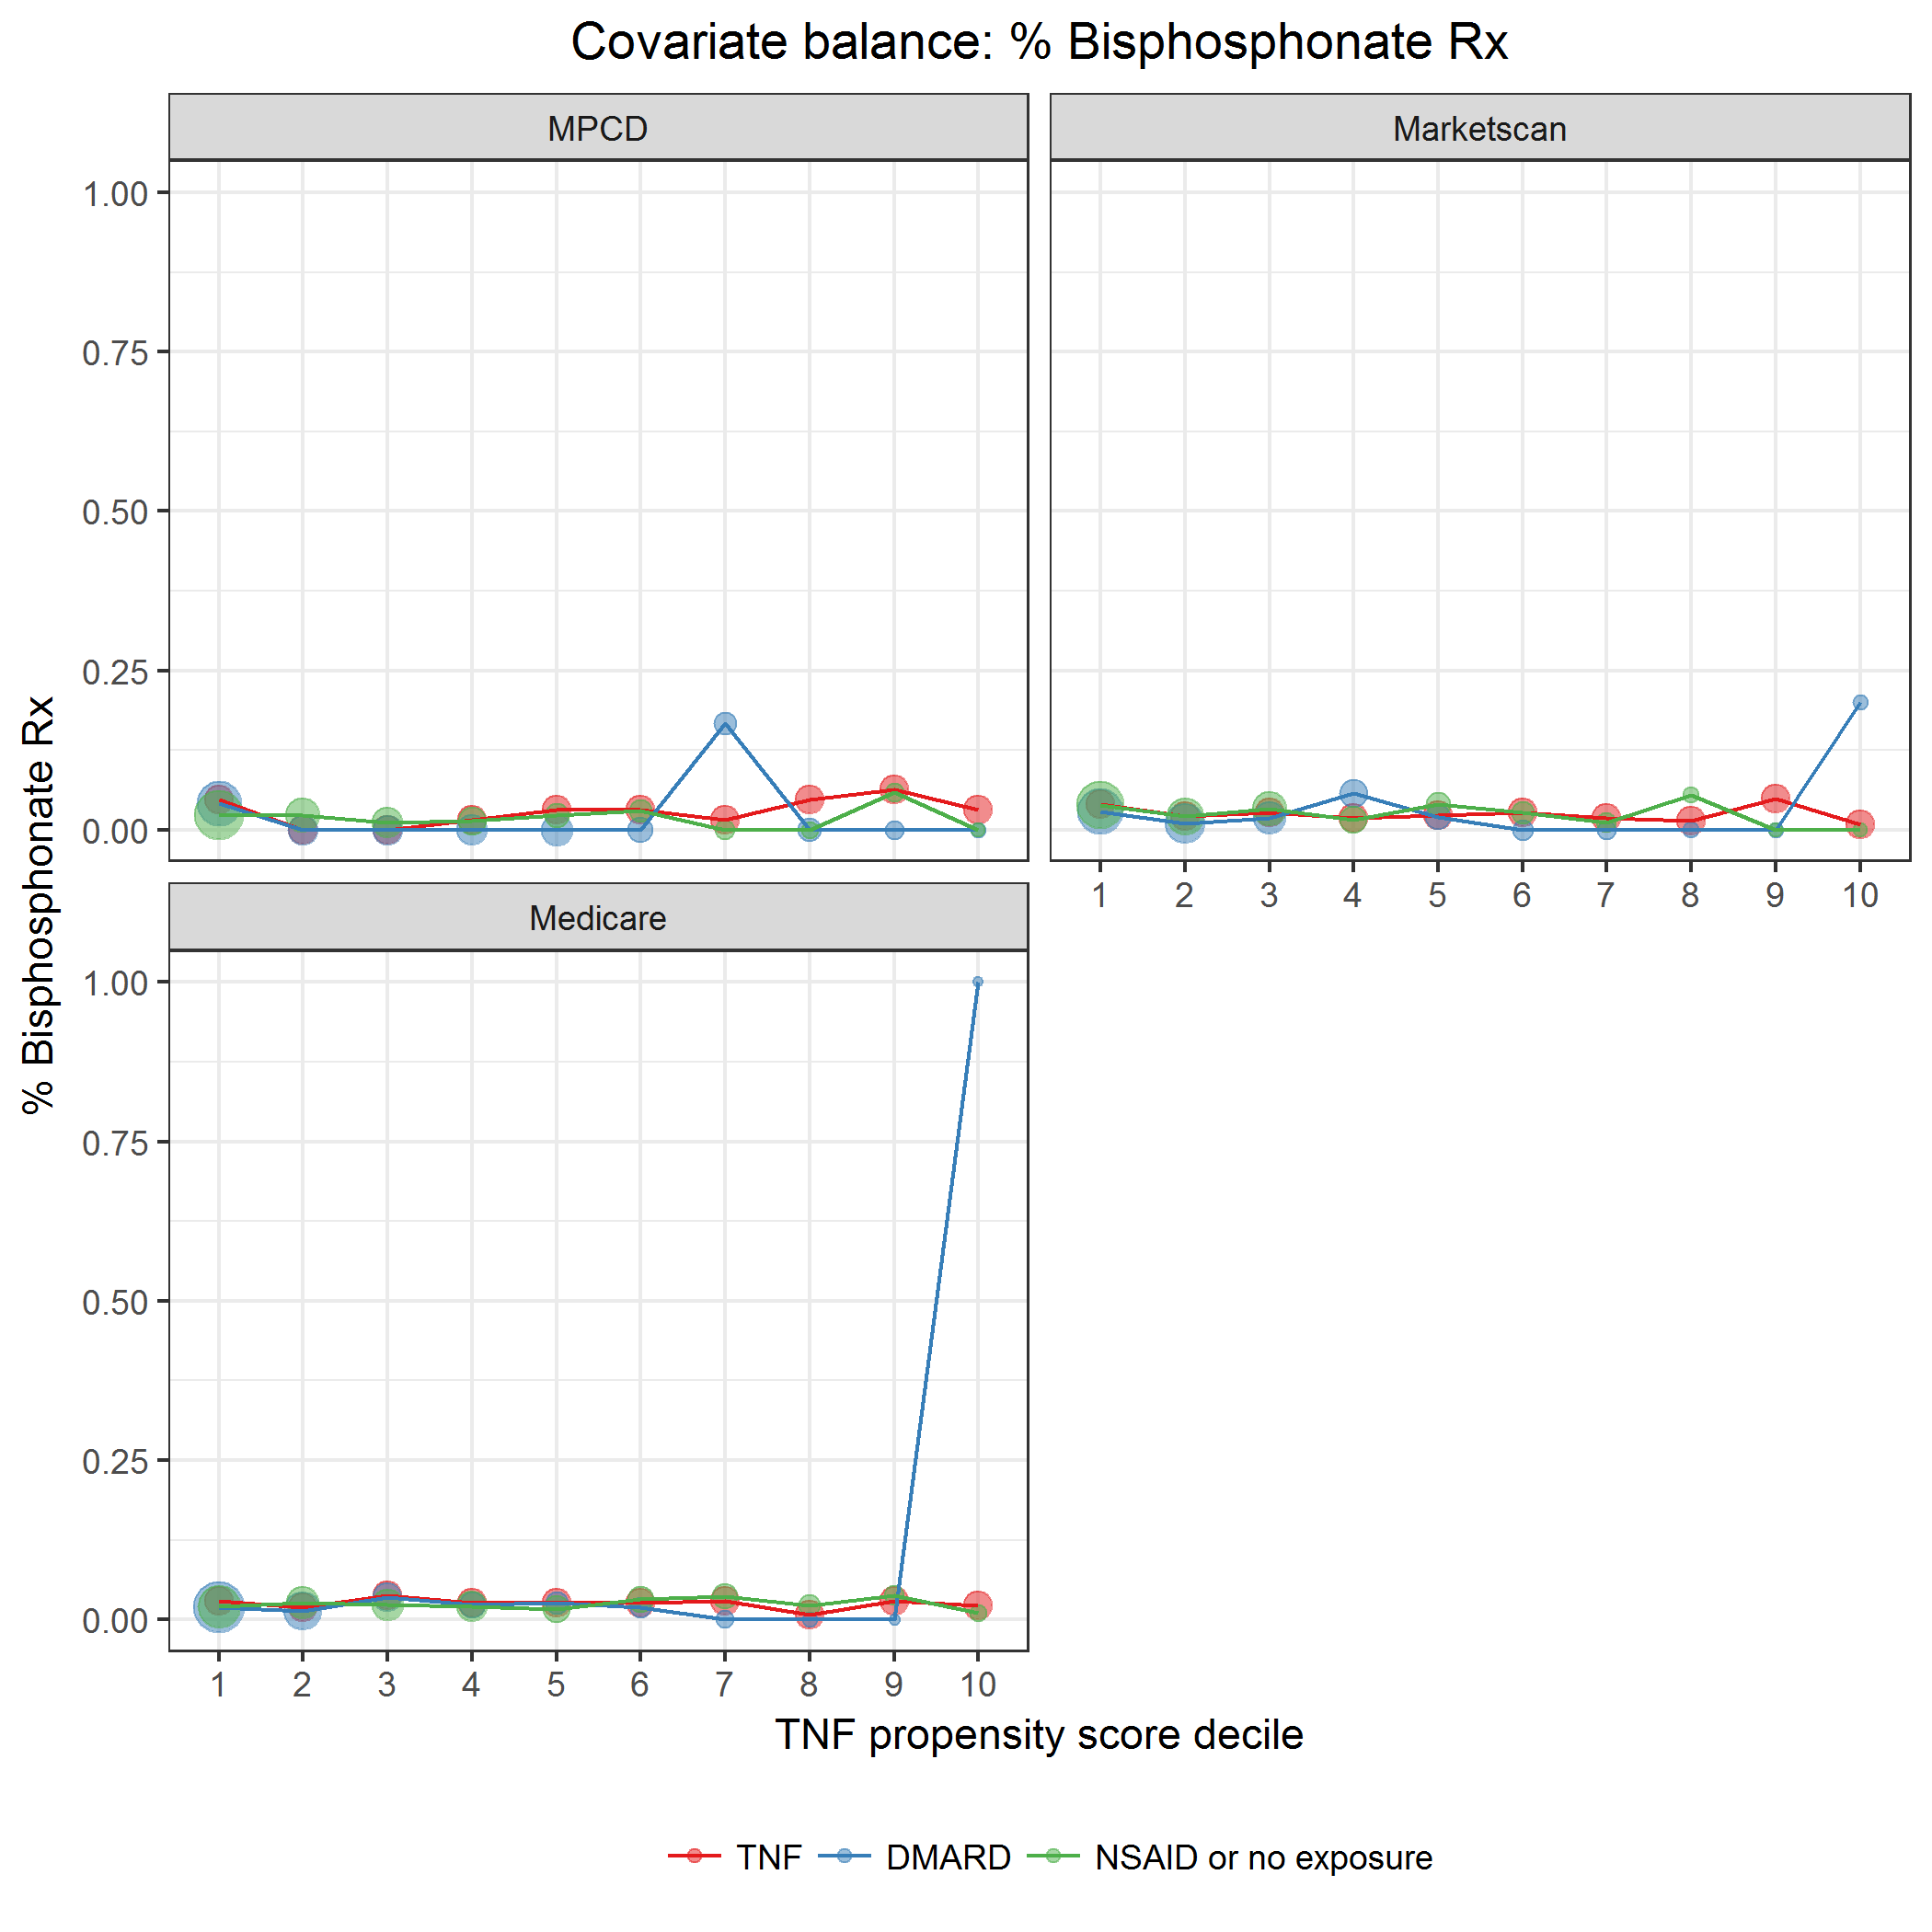 Covariate balance: % Bisphosphonate Rx
MPCD
Marketscan
1.00
0.75
0.50
0.25
0.00
1 2 3 4 5 6 7 8 9 10
% Bisphosphonate Rx
Medicare
1.00
0.75
0.50
0.25
0.00
1 2 3 4 5 6 7 8 9 10
TNF propensity score decile
TNF DMARD NSAID or no exposure